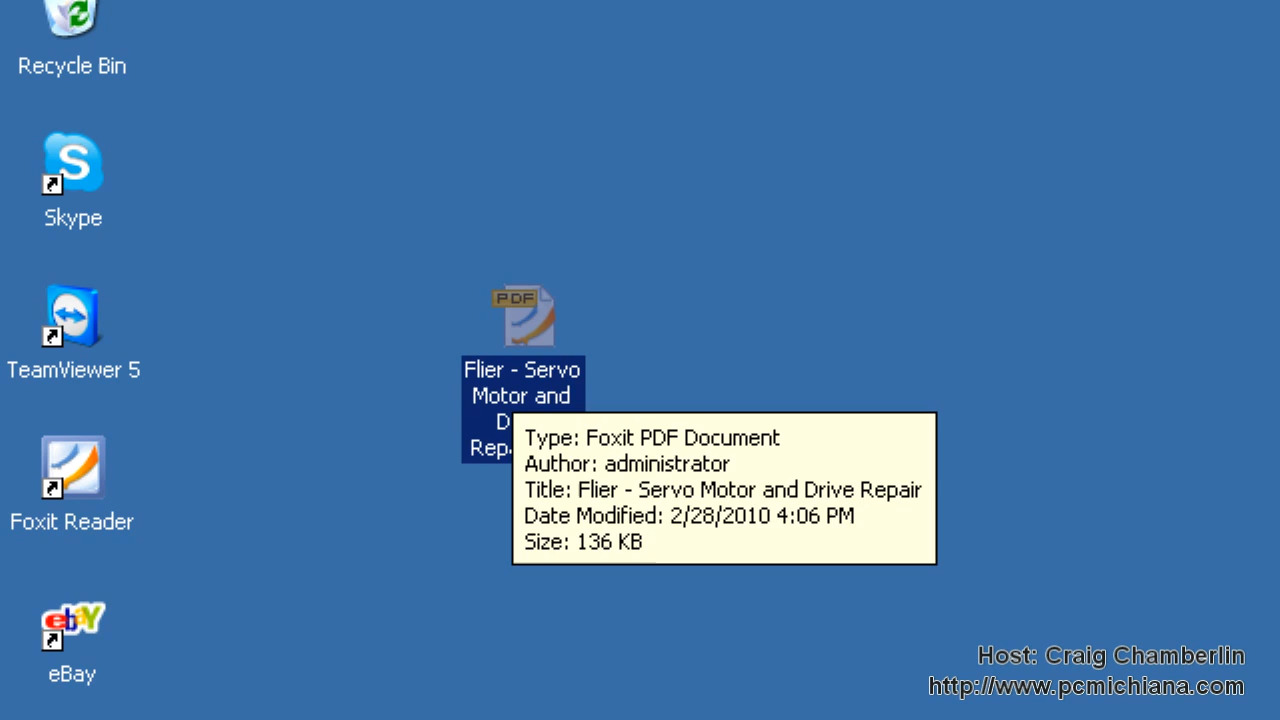 Recycle Bin
S
Skype
TeamViewer 5
Foxit Reader
ebaY
eBay
PDF
Flier - Servo
Motor and
D
Rep
Type: Foxit PDF Document
Author: administrator
Title: Flier - Servo Motor and Drive Repair
Date Modified: 2/28/2010 4:06 PM
Size: 136 KB
Host: Craig Chamberlin
http://www.pcmichiana.com